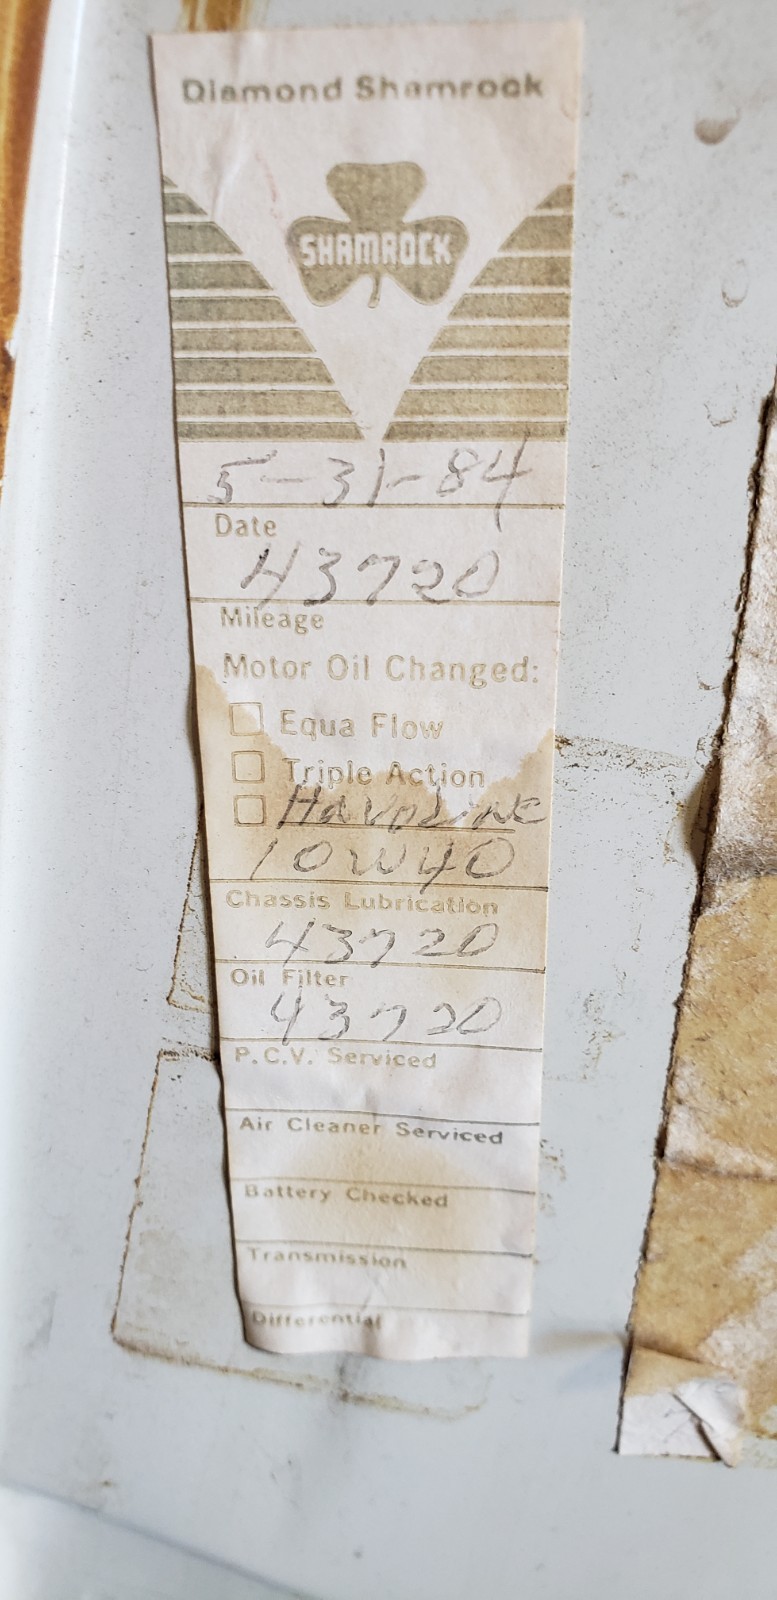 Diamond Shamrock
SHAMROCK
5-31-84
Date
43720
Mileage
Motor Oil Changed:
Equa Flow
Triple Action
Havoline
10W40
Chassis Lubrication
43720
Oil Filter
43720
P.C.V. Serviced
Air Cleaner Serviced
Battery Checked
Transmission
Differential